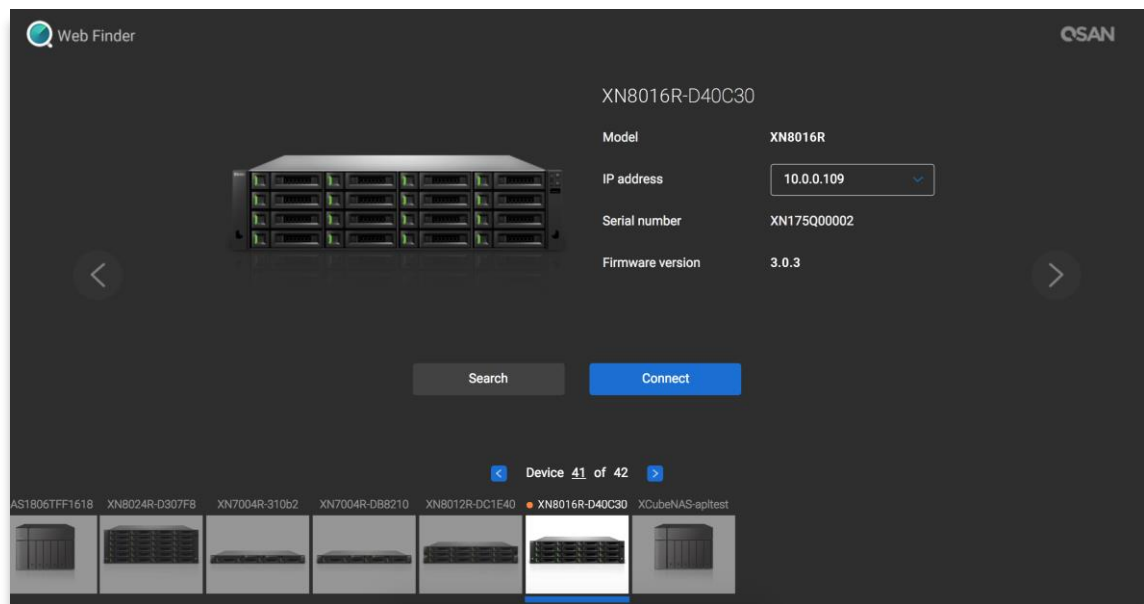 Web Finder
QSAN
XN8016R-D40C30
Model XN8016R
IP address 10.0.0.109
Serial number XN175Q00002
Firmware version 3.0.3
Search Connect
Device 41 of 42
AS1806TFF1618 XN8024R-D307F8 XN7004R-310b2 XN7004R-DB8210 XN8012R-DC1E40 XN8016R-D40C30 XCubeNAS-apltest